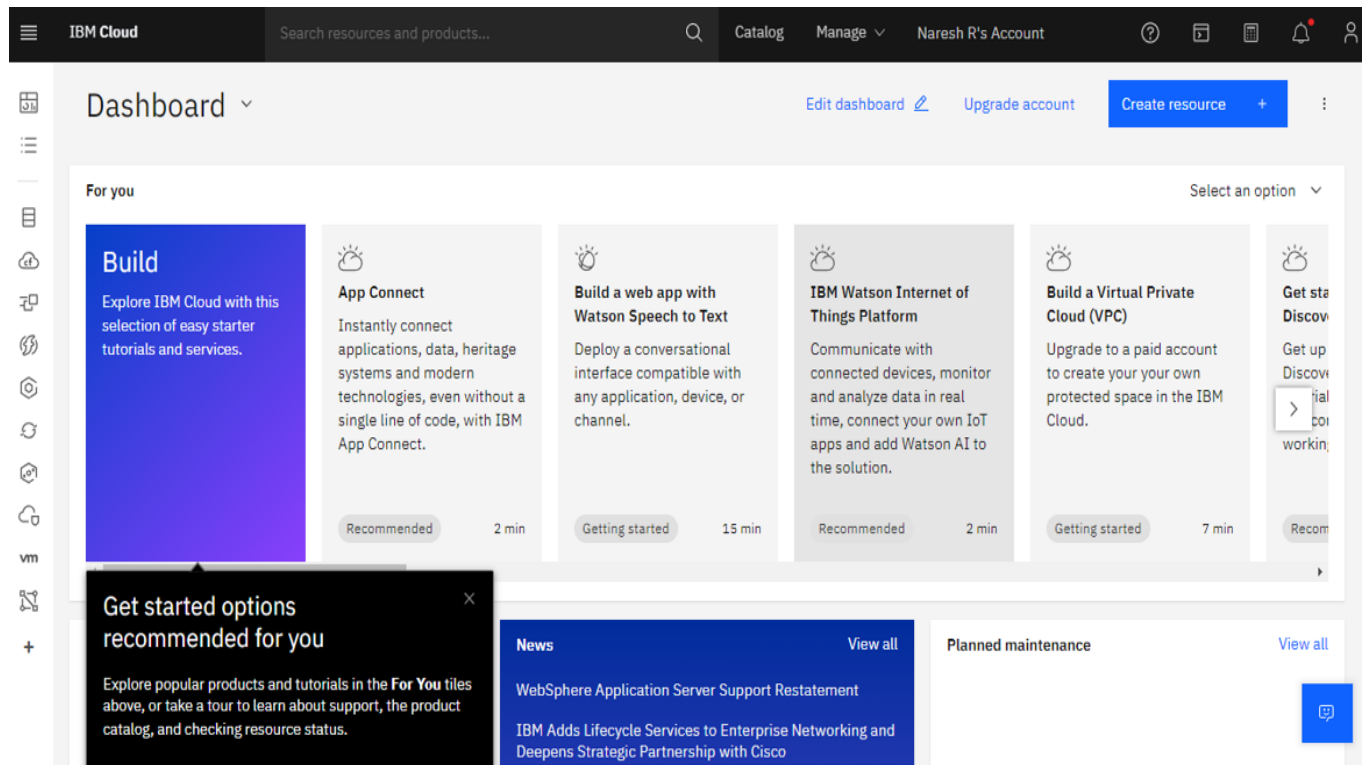 IBM Cloud
Search resources and products...
Catalog
Manage
Naresh R's Account
Dashboard
Edit dashboard
Upgrade account
Create resource +
For you
Select an option
Build
Explore IBM Cloud with this
selection of easy starter
tutorials and services.
App Connect
Instantly connect
applications, data, heritage
systems and modern
technologies, even without a
single line of code, with IBM
App Connect.
Recommended
2 min
Build a web app with
Watson Speech to Text
Deploy a conversational
interface compatible with
any application, device, or
channel.
Getting started
15 min
IBM Watson Internet of
Things Platform
Communicate with
connected devices, monitor
and analyze data in real
time, connect your own IoT
apps and add Watson AI to
the solution.
Recommended
2 min
Build a Virtual Private
Cloud (VPC)
Upgrade to a paid account
to create your your own
protected space in the IBM
Cloud.
Getting started
7 min
Get sta
Discov
Get up
Discove
workin
Recom
vm
Get started options
recommended for you
Explore popular products and tutorials in the For You tiles
above, or take a tour to learn about support, the product
catalog, and checking resource status.
News
View all
WebSphere Application Server Support Restatement
IBM Adds Lifecycle Services to Enterprise Networking and
Deepens Strategic Partnership with Cisco
Planned maintenance
View all